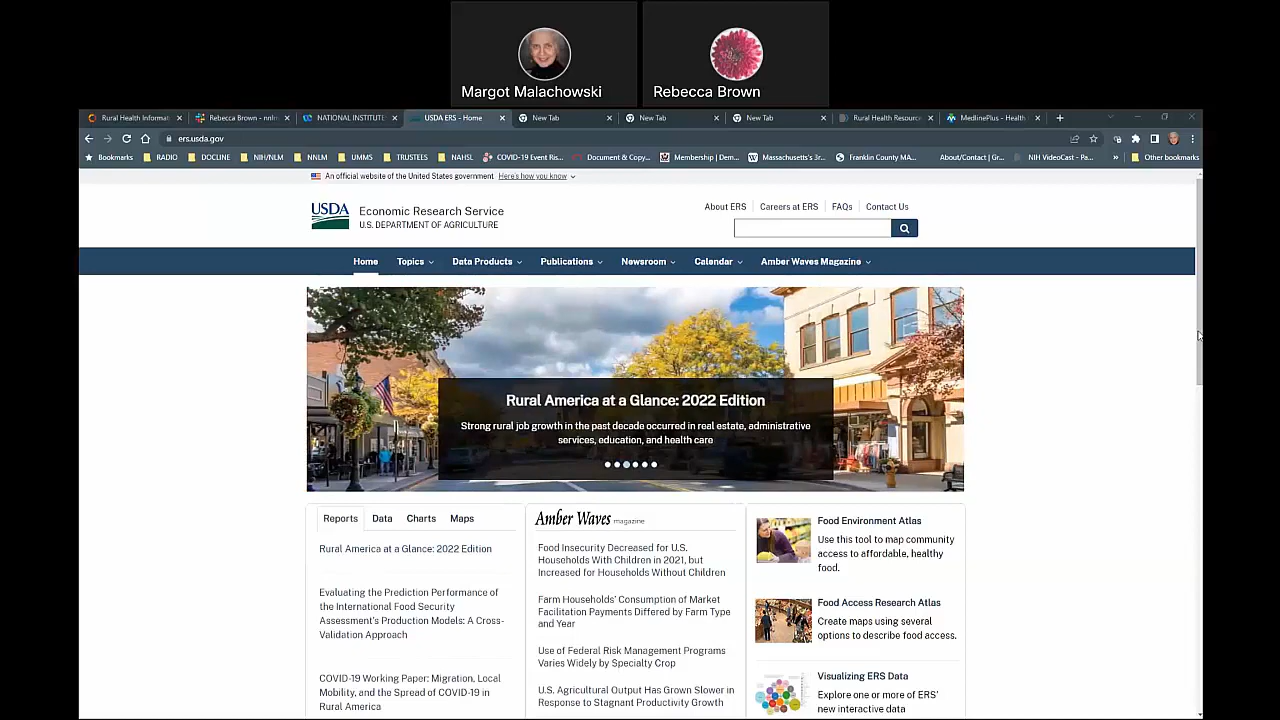 Margot Malachowski
Rebecca Brown
Rural Health Informat
Rebecca Brown - nnlm
NATIONAL INSTITUTE
USDA ERS - Home
New Tab
New Tab
New Tab
Rural Health Resourc
MedlinePlus - Health
ers.usda.gov
Bookmarks
RADIO
DOCLINE
NIH/NLM
NNLM
UMMS
TRUSTEES
NAHSL
COVID-19 Event Ris...
Document & Copy...
Membership | Dem...
Massachusetts's 3r...
Franklin County MA...
About/Contact | Gr...
NIH VideoCast - Pa...
»
Other bookmarks
An official website of the United States government Here's how you know
USDA
Economic Research Service
U.S. DEPARTMENT OF AGRICULTURE
About ERS
Careers at ERS
FAQs
Contact Us
Home
Topics
Data Products
Publications
Newsroom
Calendar
Amber Waves Magazine
Rural America at a Glance: 2022 Edition
Strong rural job growth in the past decade occurred in real estate, administrative
services, education, and health care
Reports
Data
Charts
Maps
Rural America at a Glance: 2022 Edition
Evaluating the Prediction Performance of
the International Food Security
Assessment's Production Models: A Cross-
Validation Approach
COVID-19 Working Paper: Migration, Local
Mobility, and the Spread of COVID-19 in
Rural America
Amber Waves magazine
Food Insecurity Decreased for U.S.
Households With Children in 2021, but
Increased for Households Without Children
Farm Households' Consumption of Market
Facilitation Payments Differed by Farm Type
and Year
Use of Federal Risk Management Programs
Varies Widely by Specialty Crop
U.S. Agricultural Output Has Grown Slower in
Response to Stagnant Productivity Growth
Food Environment Atlas
Use this tool to map community
access to affordable, healthy
food.
Food Access Research Atlas
Create maps using several
options to describe food access.
Visualizing ERS Data
Explore one or more of ERS'
new interactive data